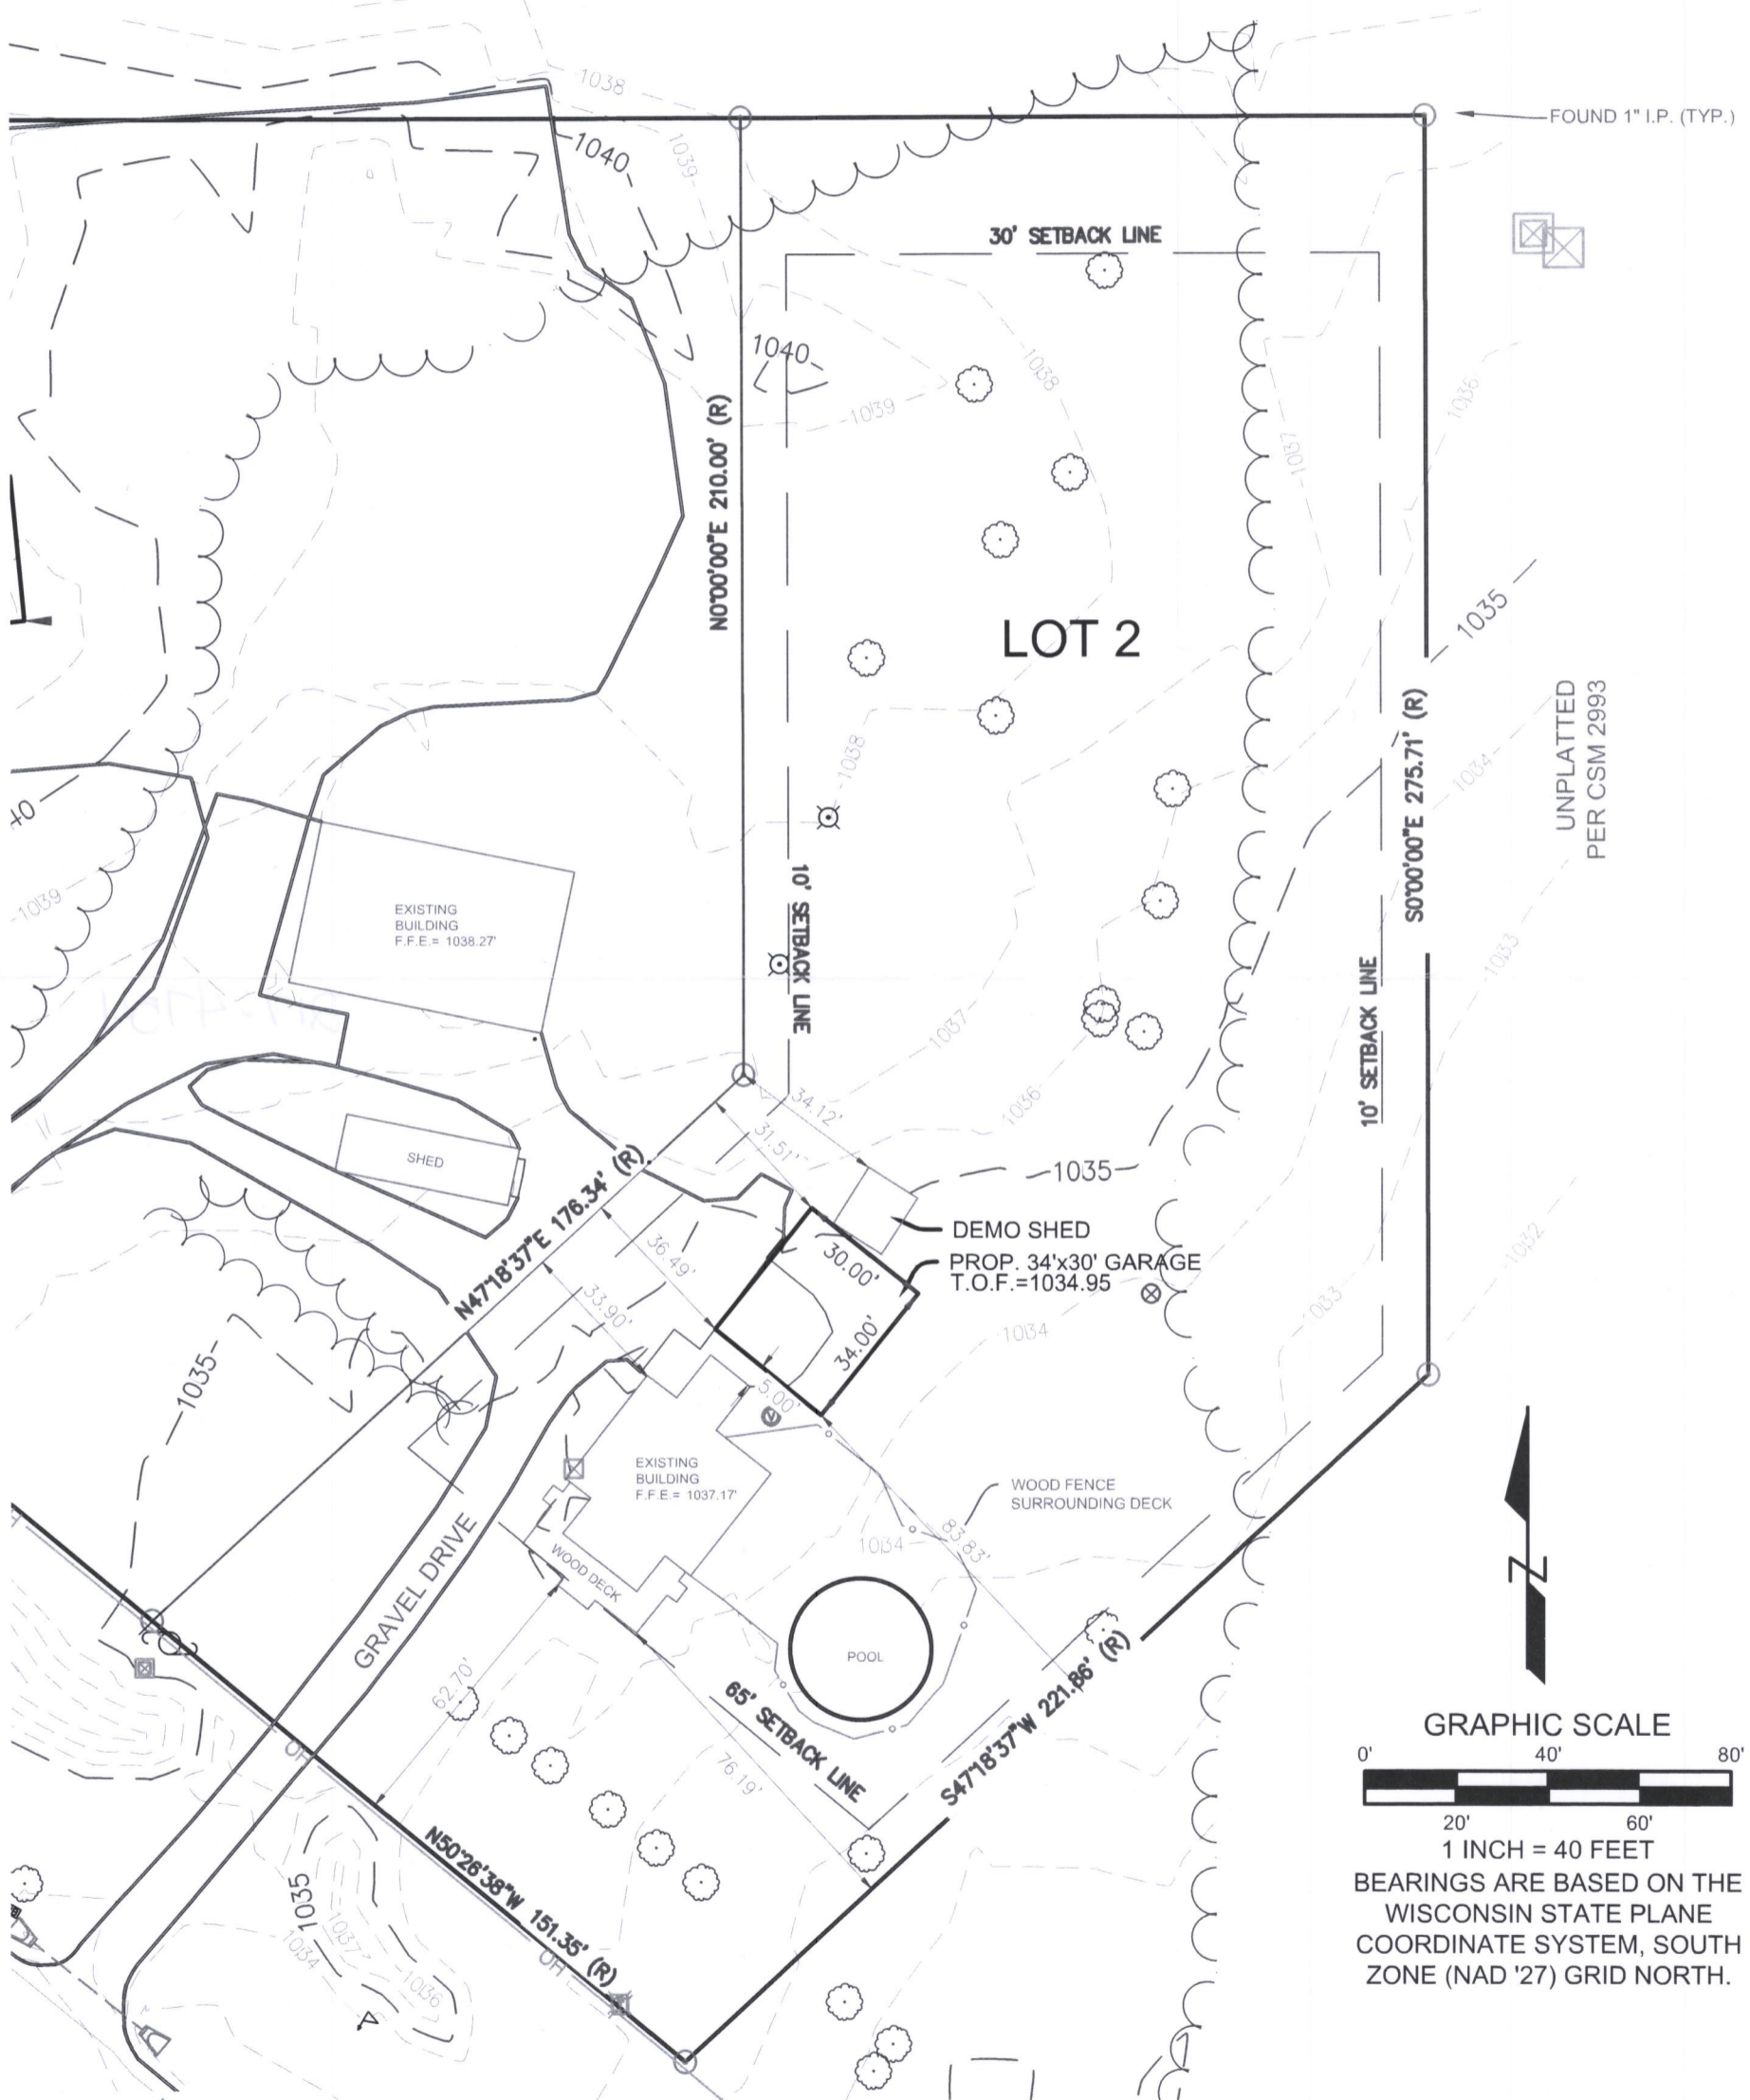 1038
FOUND 1" I.P. (TYP.)
1040
1039
30' SETBACK LINE
1040
1038
1039
1036
1037
N0°00'00"E 210.00' (R)
LOT 2
1035
S0°00'00"E 275.71' (R)
UNPLATTED
PER CSM 2993
1038
1034
40
1039
EXISTING
BUILDING
F.F.E.= 1038.27'
10' SETBACK LINE
1033
10' SETBACK LINE
1037
1036
34.12'
31.51'
SHED
1035
N47°18'37"E 176.34' (R)
DEMO SHED
36.49'
30.00'
PROP. 34'x30' GARAGE
T.O.F.=1034.95
1032
33.90'
1033
34.00'
1034
1035
5.00'
EXISTING
BUILDING
F.F.E.= 1037.17'
WOOD FENCE
SURROUNDING DECK
83.83'
1034
WOOD DECK
GRAVEL DRIVE
POOL
62.70'
65' SETBACK LINE
76.19'
S47°18'37"W 221.86' (R)
OH
N50°26'38"W 151.35' (R)
OH
1035
1037
1034
1036
N
GRAPHIC SCALE
0' 40' 80'
20' 60'
1 INCH = 40 FEET
BEARINGS ARE BASED ON THE
WISCONSIN STATE PLANE
COORDINATE SYSTEM, SOUTH
ZONE (NAD '27) GRID NORTH.